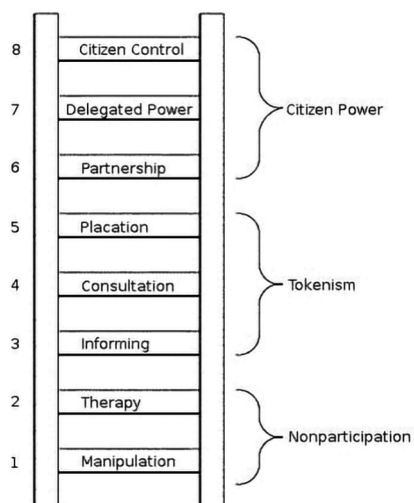 8 Citizen Control
7 Delegated Power
Citizen Power
6 Partnership
5 Placation
4 Consultation
Tokenism
3 Informing
2 Therapy
Nonparticipation
1 Manipulation